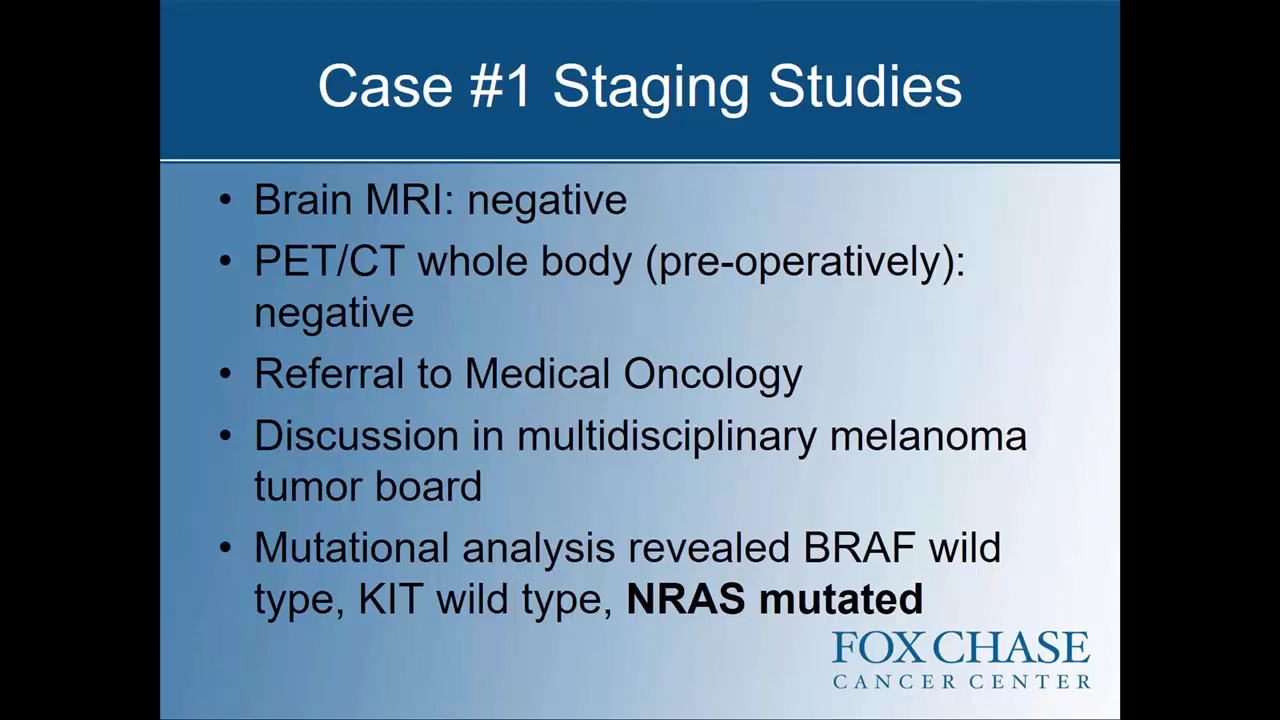 Case #1 Staging Studies
• Brain MRI: negative
• PET/CT whole body (pre-operatively):
negative
• Referral to Medical Oncology
• Discussion in multidisciplinary melanoma
tumor board
• Mutational analysis revealed BRAF wild
type, KIT wild type, NRAS mutated
FOX CHASE
CANCER CENTER